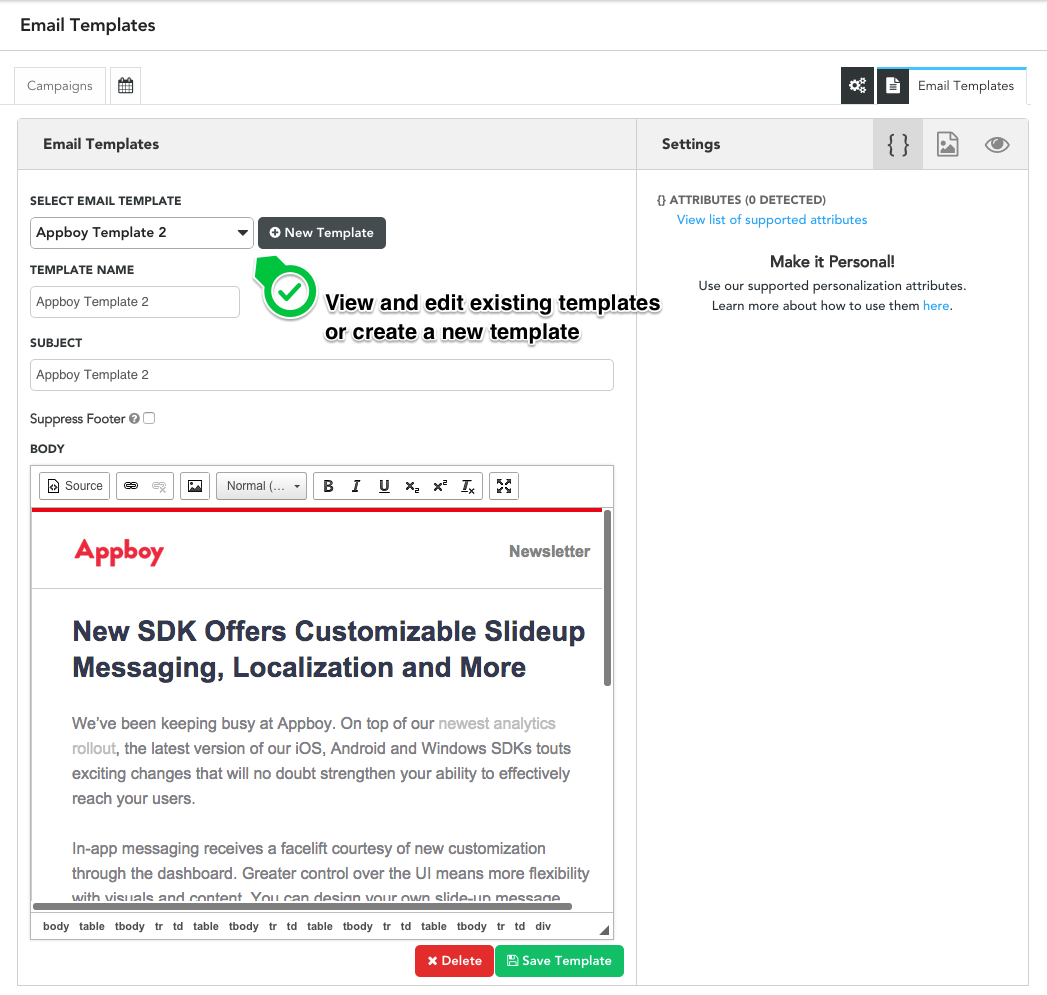 Email Templates
Campaigns
Email Templates
Email Templates
Settings
{ }
SELECT EMAIL TEMPLATE
Appboy Template 2
New Template
TEMPLATE NAME
Appboy Template 2
View and edit existing templates
or create a new template
SUBJECT
Appboy Template 2
Suppress Footer ?
BODY
Source
Normal (...
B I U x₂ x² Tx
Appboy
Newsletter
New SDK Offers Customizable Slideup
Messaging, Localization and More
We've been keeping busy at Appboy. On top of our newest analytics
rollout, the latest version of our iOS, Android and Windows SDKs touts
exciting changes that will no doubt strengthen your ability to effectively
reach your users.
In-app messaging receives a facelift courtesy of new customization
through the dashboard. Greater control over the UI means more flexibility
with visuals and content. You can design your own slide-up message
body table tbody tr td table tbody tr td table tbody tr td table tbody tr td div
Delete
Save Template
{} ATTRIBUTES (0 DETECTED)
View list of supported attributes
Make it Personal!
Use our supported personalization attributes.
Learn more about how to use them here.